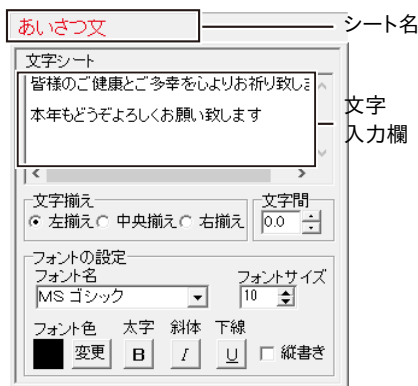 あいさつ文
シート名
文字シート
皆様のご健康とご多幸を心よりお祈り致しま
本年もどうぞよろしくお願い致します
文字
入力欄
文字揃え
文字間
左揃え 中央揃え 右揃え
0.0
フォントの設定
フォント名
フォントサイズ
MS ゴシック
10
フォント色 太字 斜体 下線
変更 B I U 縦書き